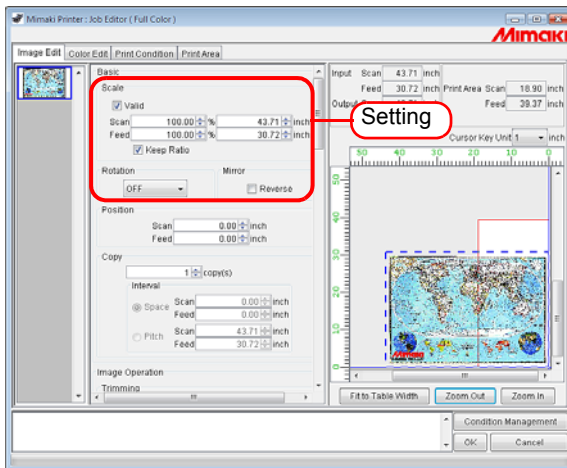 Mimaki Printer : Job Editor ( Full Color )
Mimaki
Image Edit Color Edit Print Condition Print Area
Basic
Scale
Valid
Scan 100.00 % 43.71 inch
Feed 100.00 % 30.72 inch
Keep Ratio
Rotation Mirror
OFF Reverse
Position
Scan 0.00 inch
Feed 0.00 inch
Copy
1 copy(s)
Interval
Space Scan 0.00 inch
Feed 0.00 inch
Pitch Scan 43.71 inch
Feed 30.72 inch
Image Operation
Trimming
Setting
Input Scan 43.71 inch
Feed 30.72 inch Print Area Scan 18.90 inch
Output Feed 39.37 inch
Cursor Key Unit 1 inch
50 40 30 20 10 0
50
40
30
20
10
0
Mimaki
Fit to Table Width Zoom Out Zoom In
Condition Management
OK Cancel